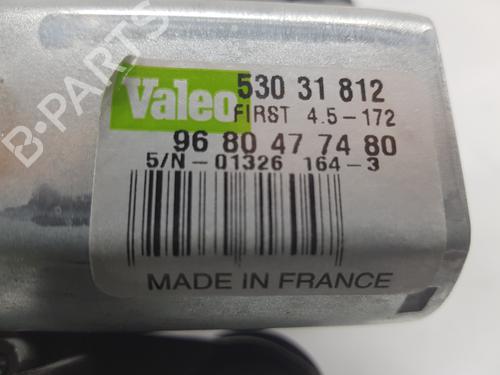 Valeo 530 31 812
FIRST 4.5-172
96 80 47 74 80
S/N-01326 164-3
MADE IN FRANCE